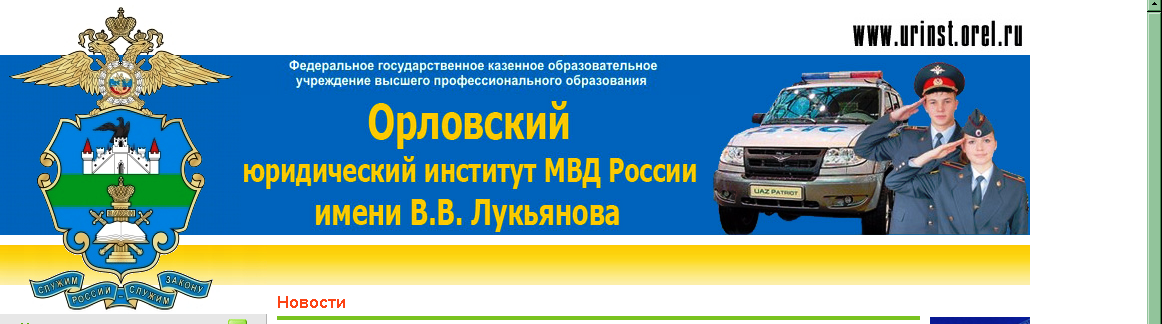 www.urinst.orel.ru
Федеральное государственное казенное образовательное
учреждение высшего профессионального образования
Орловский
юридический институт МВД России
имени В.В. Лукьянова
UAZ PATRIOT
СЛУЖИМ РОССИИ – СЛУЖИМ ЗАКОНУ
Новости